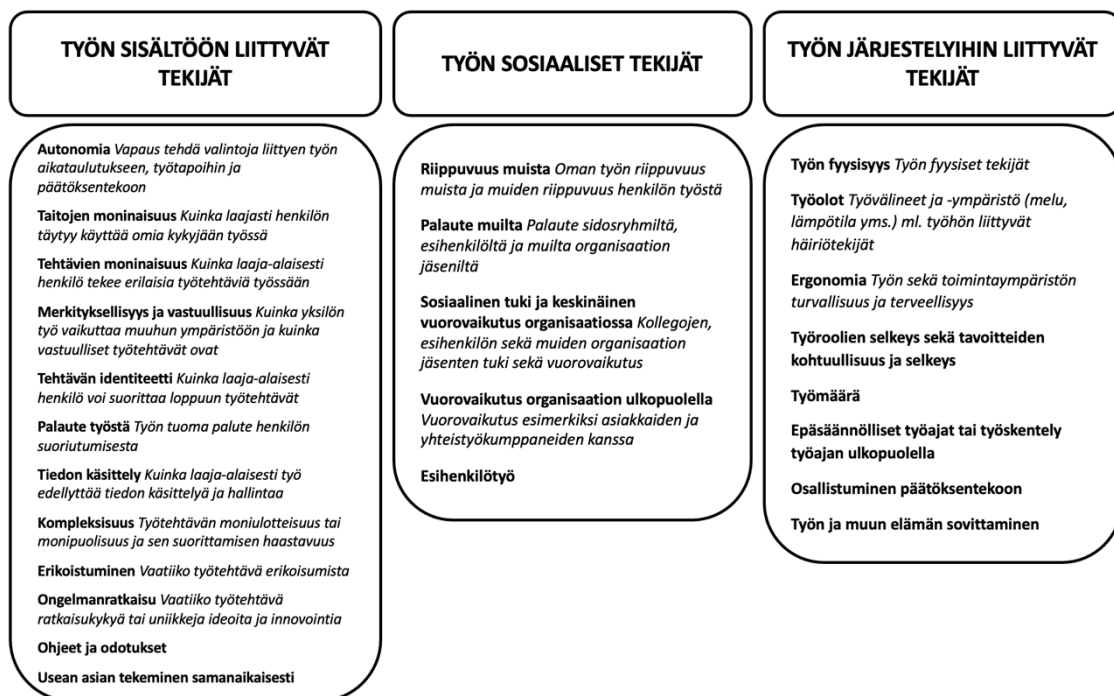 TYÖN SISÄLTÖÖN LIITTYVÄT
TEKIJÄT
Autonomia Vapaus tehdä valintoja liittyen työn
aikataulutukseen, työtapoihin ja
päätöksentekoon
Taitojen moninaisuus Kuinka laajasti henkilön
täytyy käyttää omia kykyjään työssä
Tehtävien moninaisuus Kuinka laaja-alaisesti
henkilö tekee erilaisia työtehtäviä työssään
Merkityksellisyys ja vastuullisuus Kuinka yksilön
työ vaikuttaa muuhun ympäristöön ja kuinka
vastuulliset työtehtävät ovat
Tehtävän identiteetti Kuinka laaja-alaisesti
henkilö voi suorittaa loppuun työtehtävät
Palaute työstä Työn tuoma palute henkilön
suoriutumisesta
Tiedon käsittely Kuinka laaja-alaisesti työ
edellyttää tiedon käsittelyä ja hallintaa
Kompleksisuus Työtehtävän moniulotteisuus tai
monipuolisuus ja sen suorittamisen haastavuus
Erikoistuminen Vaatiiko työtehtävä erikoisumista
Ongelmanratkaisu Vaatiiko työtehtävä
ratkaisukykyä tai uniikkeja ideoita ja innovointia
Ohjeet ja odotukset
Usean asian tekeminen samanaikaisesti
TYÖN SOSIAALISET TEKIJÄT
Riippuvuus muista Oman työn riippuvuus
muista ja muiden riippuvuus henkilön työstä
Palaute muilta Palaute sidosryhmiltä,
esihenkilöltä ja muilta organisaation
jäseniltä
Sosiaalinen tuki ja keskinäinen
vuorovaikutus organisaatiossa Kollegojen,
esihenkilön sekä muiden organisaation
jäsenten tuki sekä vuorovaikutus
Vuorovaikutus organisaation ulkopuolella
Vuorovaikutus esimerkiksi asiakkaiden ja
yhteistyökumppaneiden kanssa
Esihenkilötyö
TYÖN JÄRJESTELYIHIN LIITTYVÄT
TEKIJÄT
Työn fyysisyys Työn fyysiset tekijät
Työolot Työvälineet ja -ympäristö (melu,
lämpötila yms.) ml. työhön liittyvät
häiriötekijät
Ergonomia Työn sekä toimintaympäristön
turvallisuus ja terveellisyys
Työroolien selkeys sekä tavoitteiden
kohtuullisuus ja selkeys
Työmäärä
Epäsäännölliset työajat tai työskentely
työajan ulkopuolella
Osallistuminen päätöksentekoon
Työn ja muun elämän sovittaminen